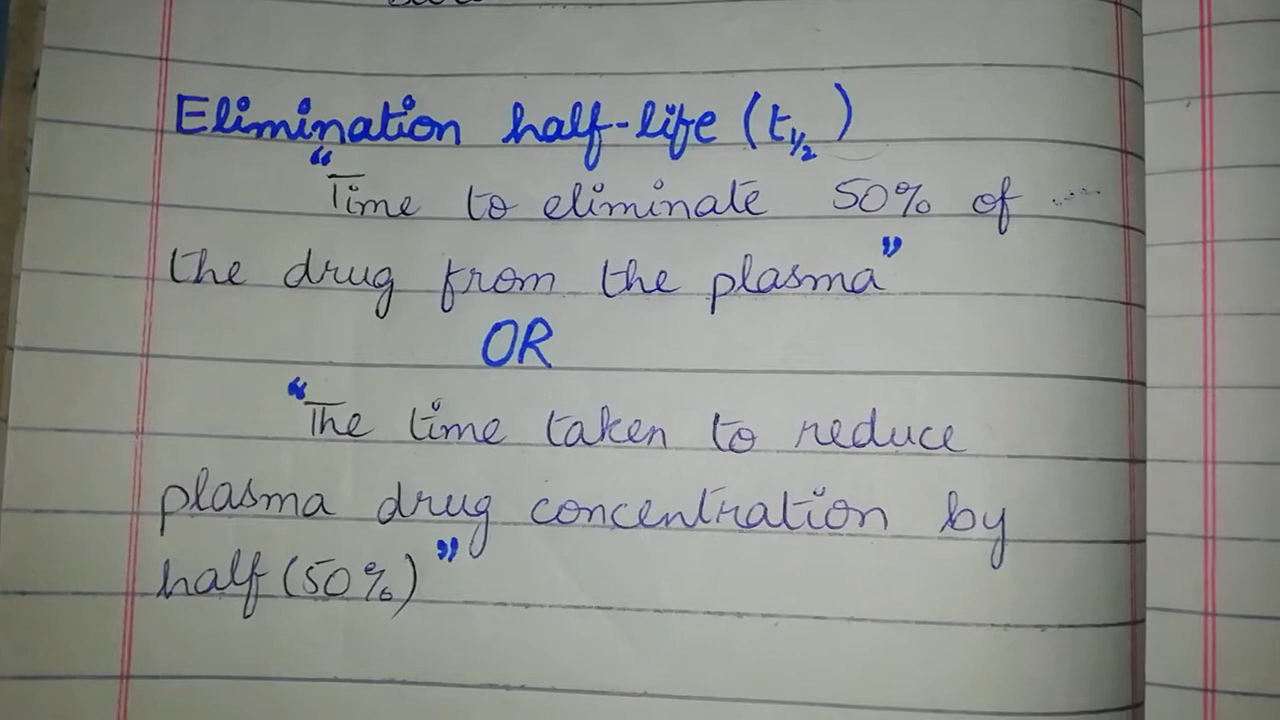 Elimination half-life (t½)
“Time to eliminate 50% of
the drug from the plasma”
OR
“The time taken to reduce
plasma drug concentration by
half (50%)”